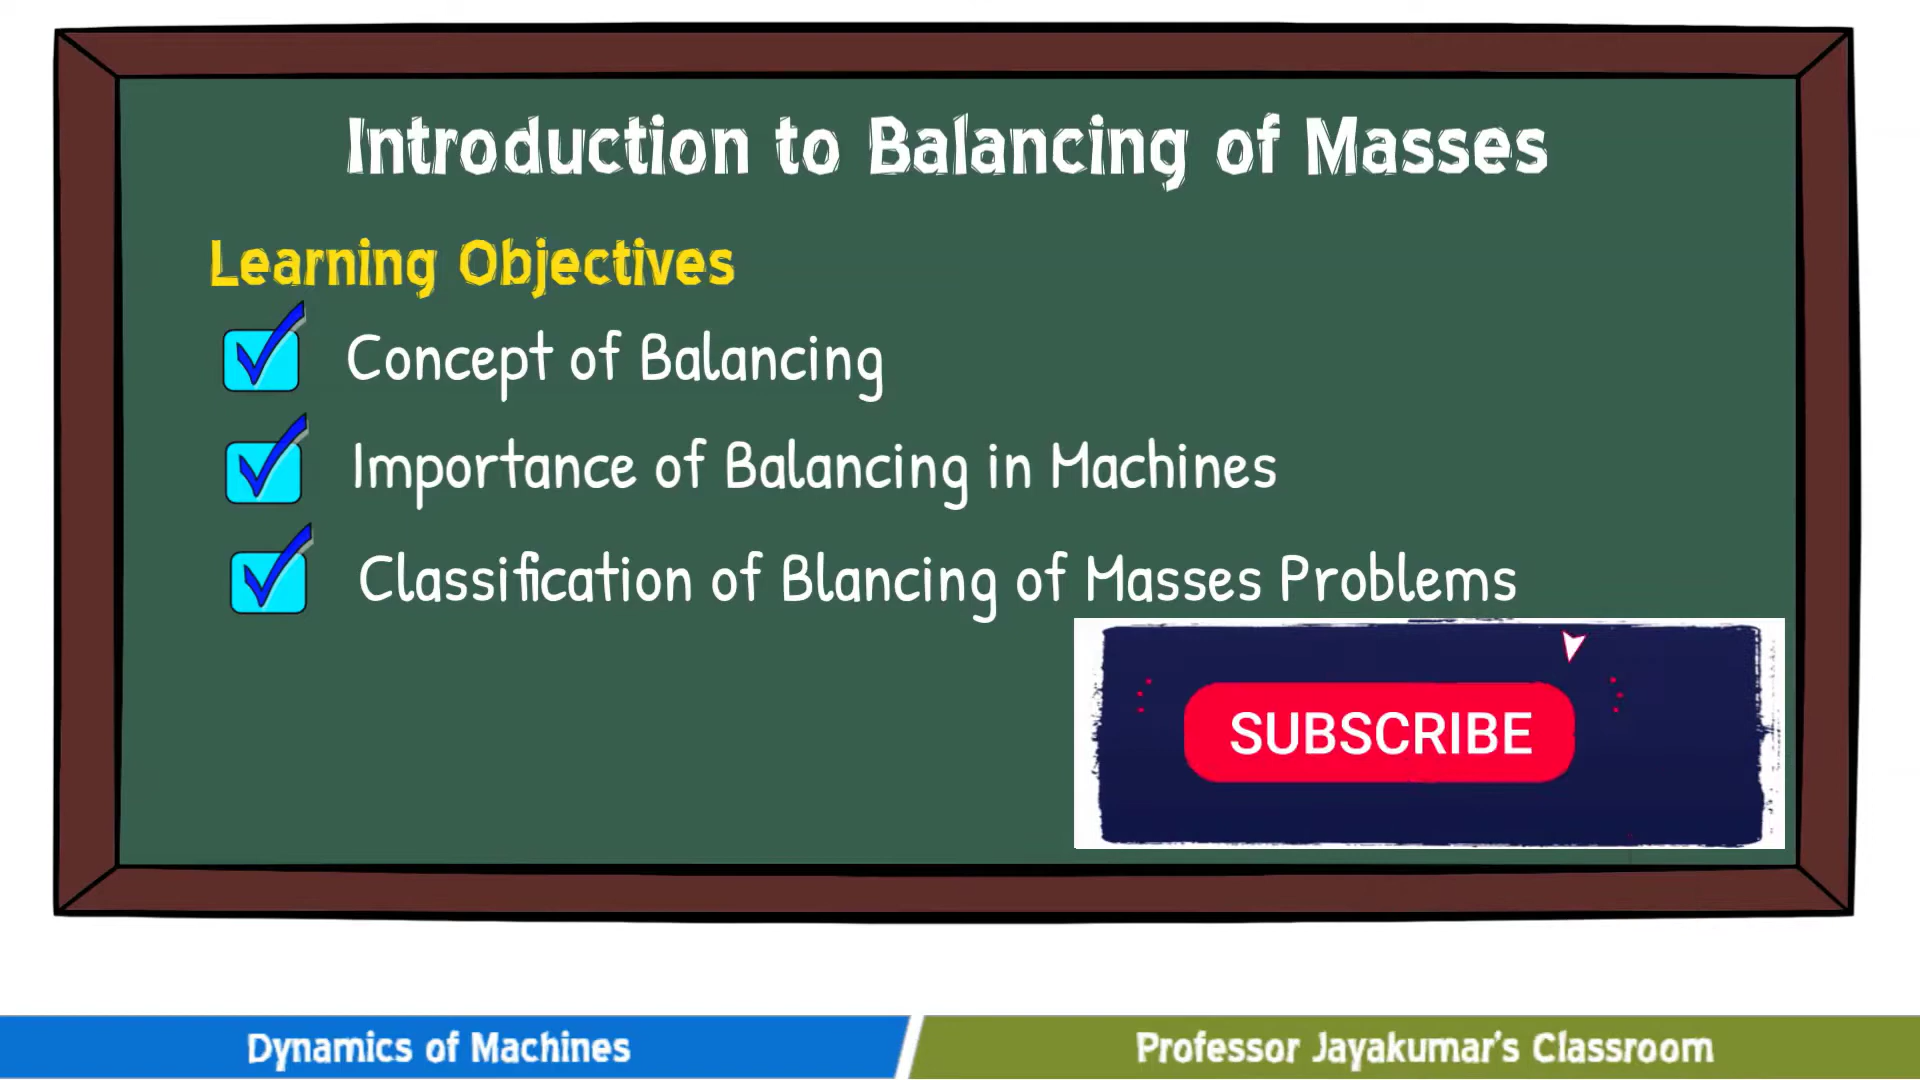 Introduction to Balancing of Masses
Learning Objectives
Concept of Balancing
Importance of Balancing in Machines
Classification of Blancing of Masses Problems
SUBSCRIBE
Dynamics of Machines
Professor Jayakumar's Classroom